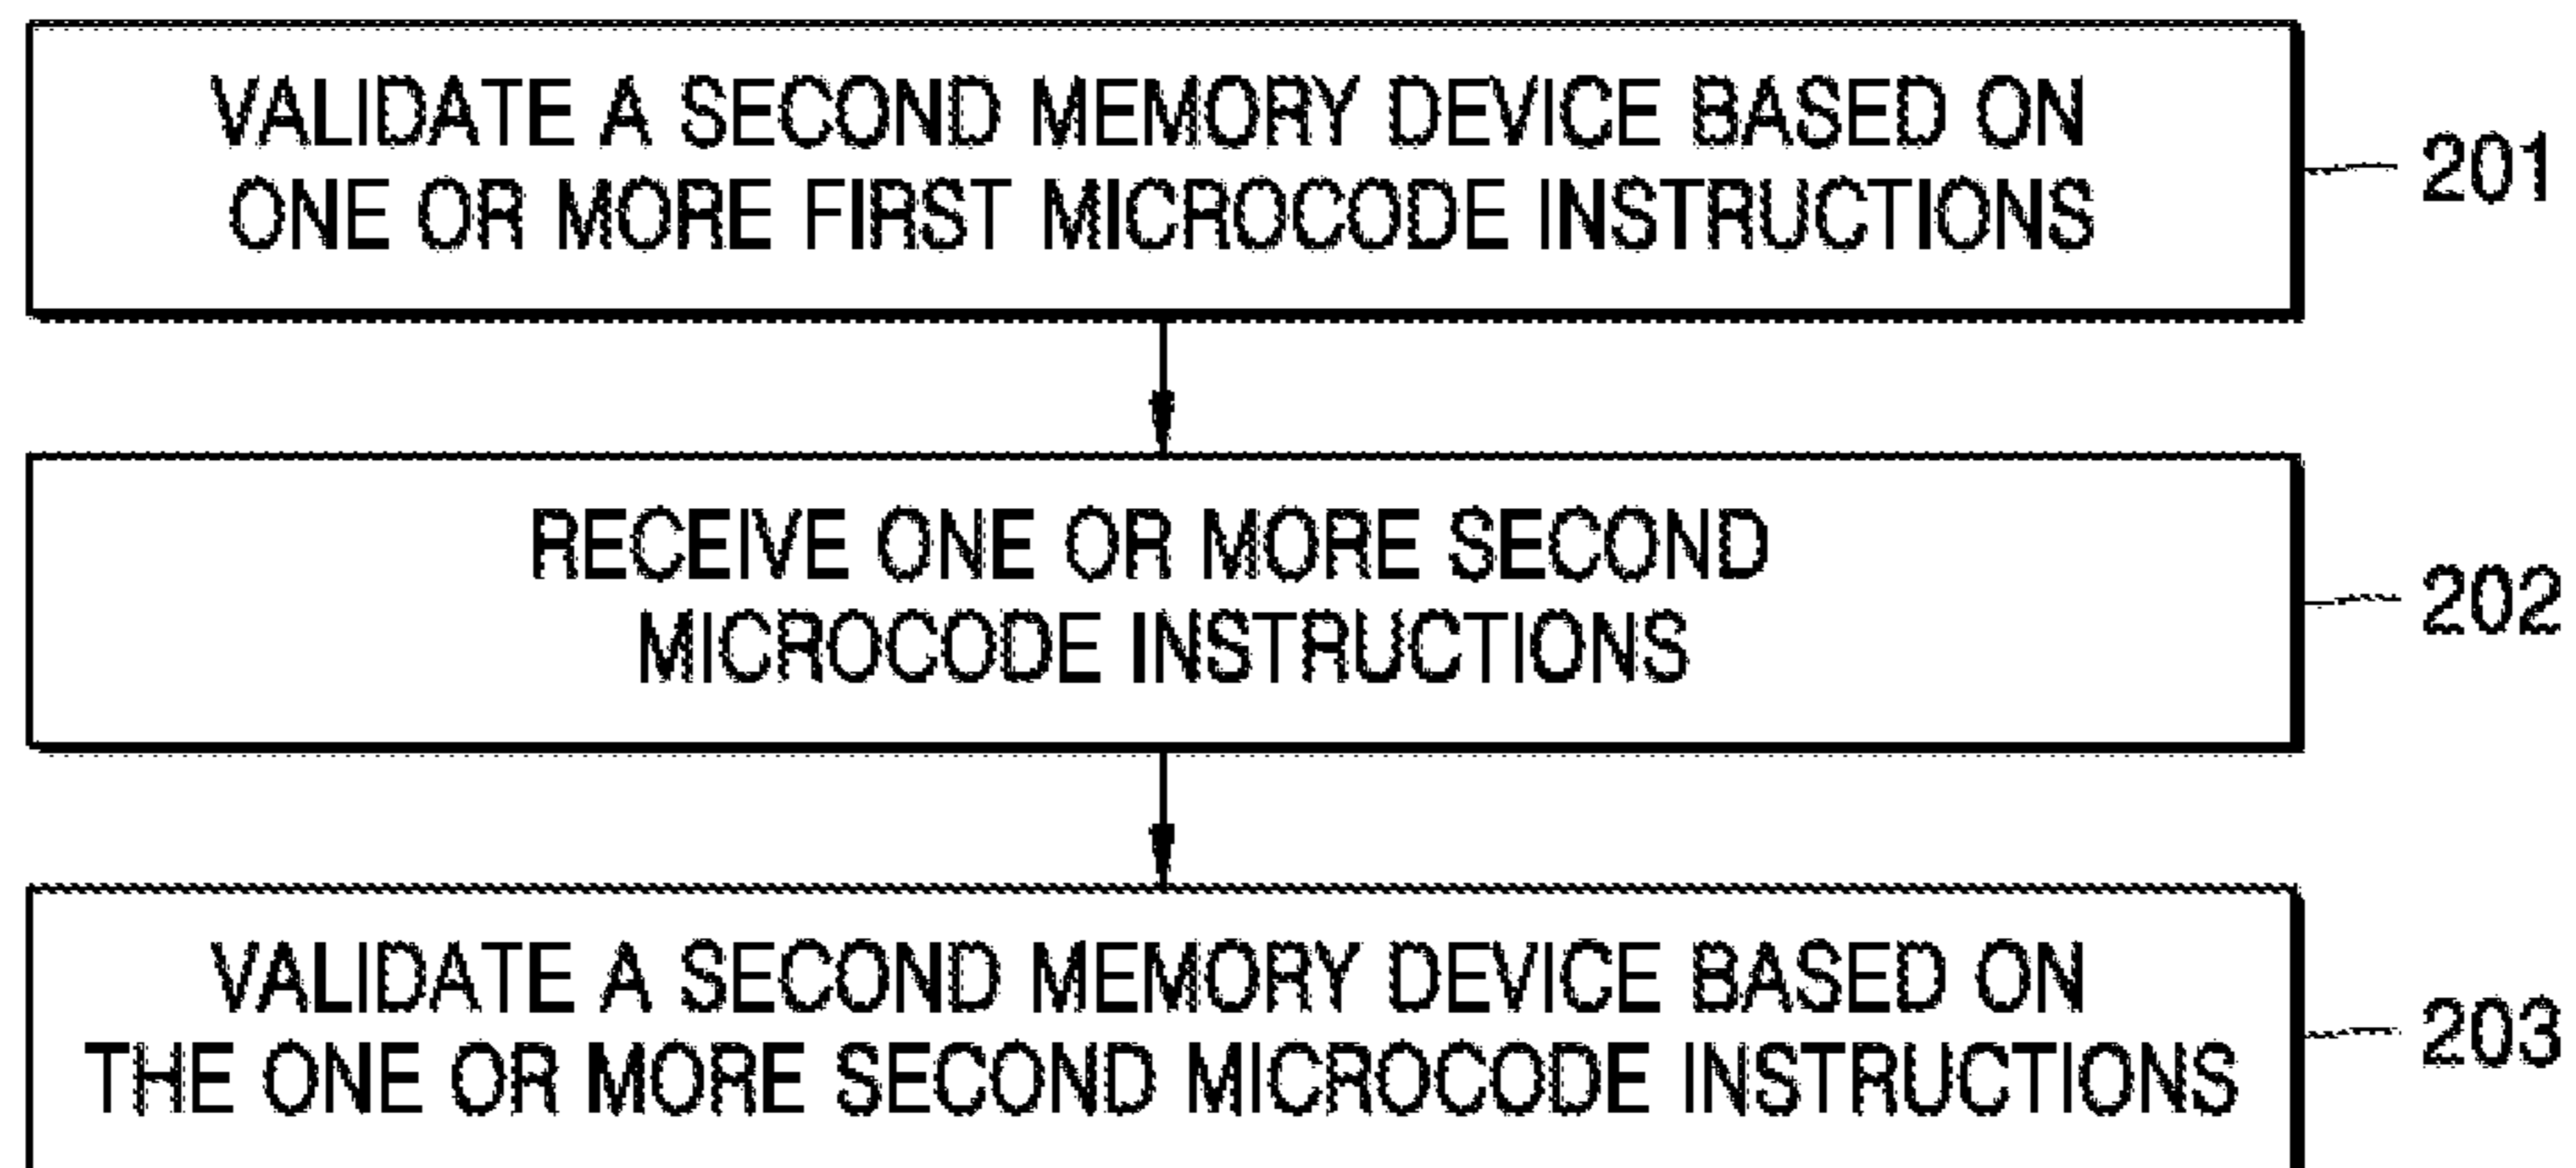 VALIDATE A SECOND MEMORY DEVICE BASED ON
ONE OR MORE FIRST MICROCODE INSTRUCTIONS
201
RECEIVE ONE OR MORE SECOND
MICROCODE INSTRUCTIONS
202
VALIDATE A SECOND MEMORY DEVICE BASED ON
THE ONE OR MORE SECOND MICROCODE INSTRUCTIONS
203